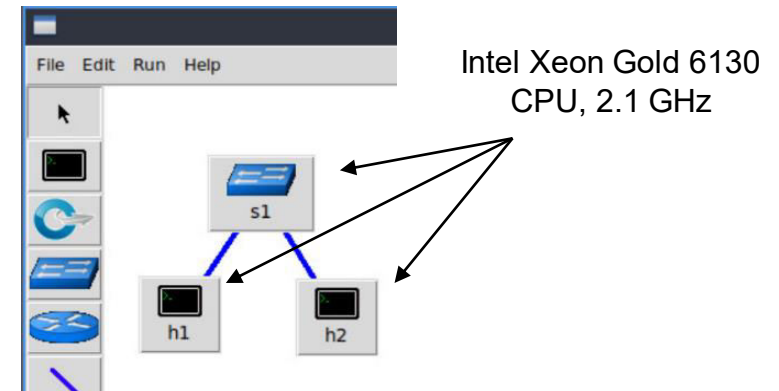 File Edit Run Help
Intel Xeon Gold 6130
CPU, 2.1 GHz
s1
h1
h2